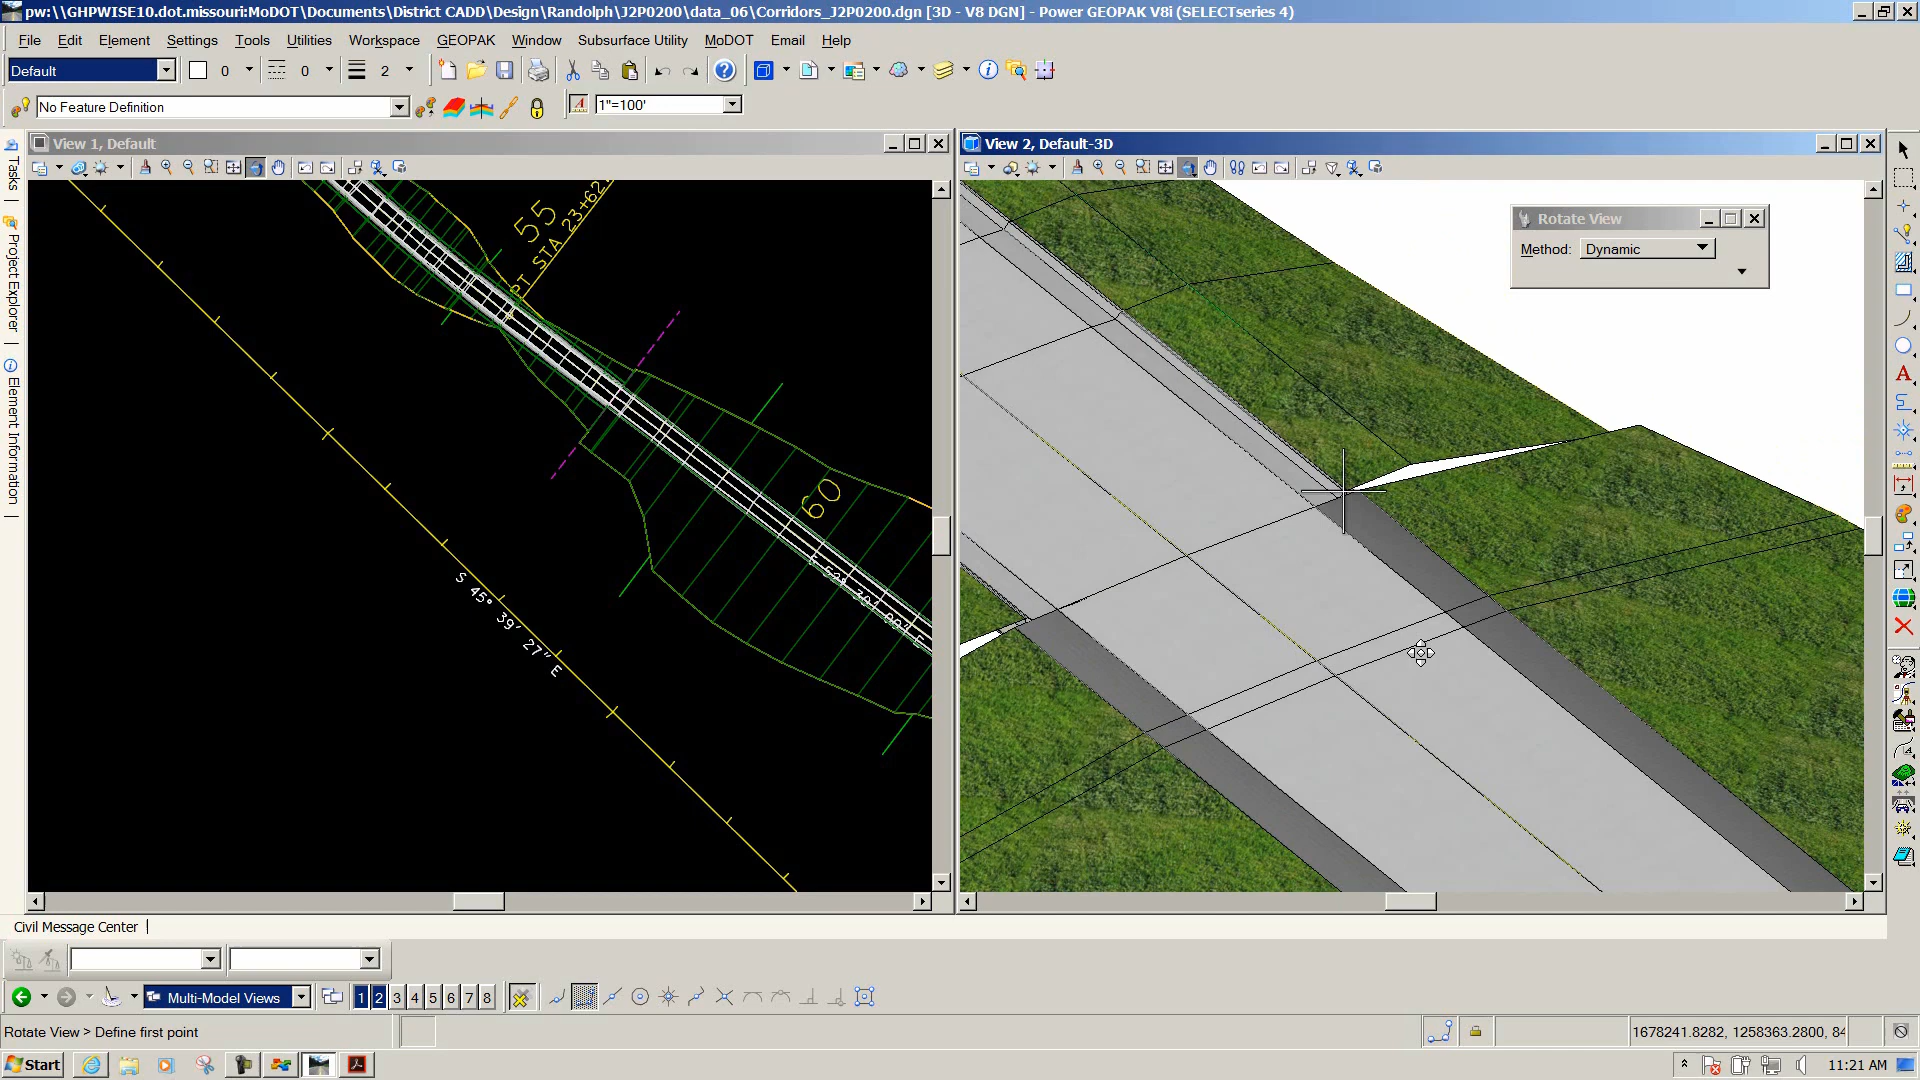 pw:\\GHPWISE10.dot.missouri:MoDOT\Documents\District CADD\Design\Randolph\J2P0200\data_06\Corridors_J2P0200.dgn [3D - V8 DGN] - Power GEOPAK V8i (SELECTseries 4)
File Edit Element Settings Tools Utilities Workspace GEOPAK Window Subsurface Utility MoDOT Email Help
Default 0 0 2
No Feature Definition 1"=100'
View 1, Default
View 2, Default-3D
Tasks
Project Explorer
Element Information
55
PT STA 23+62
60
S 45° 39' 27" E
Rotate View
Method: Dynamic
Civil Message Center
Multi-Model Views 1 2 3 4 5 6 7 8
Rotate View > Define first point
1678241.8282, 1258363.2800, 84
Start
11:21 AM